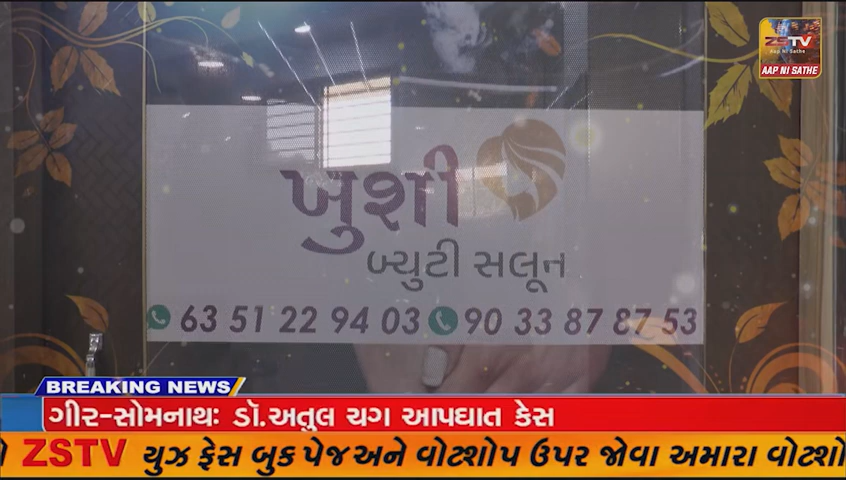 ZSTV
Aap Ni Sathe
AAP NI SATHE
ખુશી
બ્યુટી સલૂન
63 51 22 94 03 90 33 87 87 53
BREAKING NEWS
ગીર-સોમનાથઃ ડૉ.અતુલ ચગ આપઘાત કેસ
ZSTV યુઝ ફેસ બુક પેજ અને વોટશોપ ઉપર જોવા અમારા વોટશો